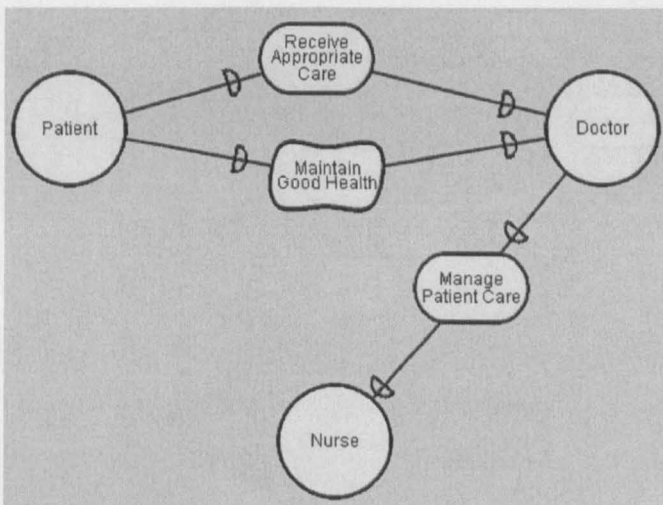 Receive
Appropriate
Care
Patient
Doctor
Maintain
Good Health
Manage
Patient Care
Nurse